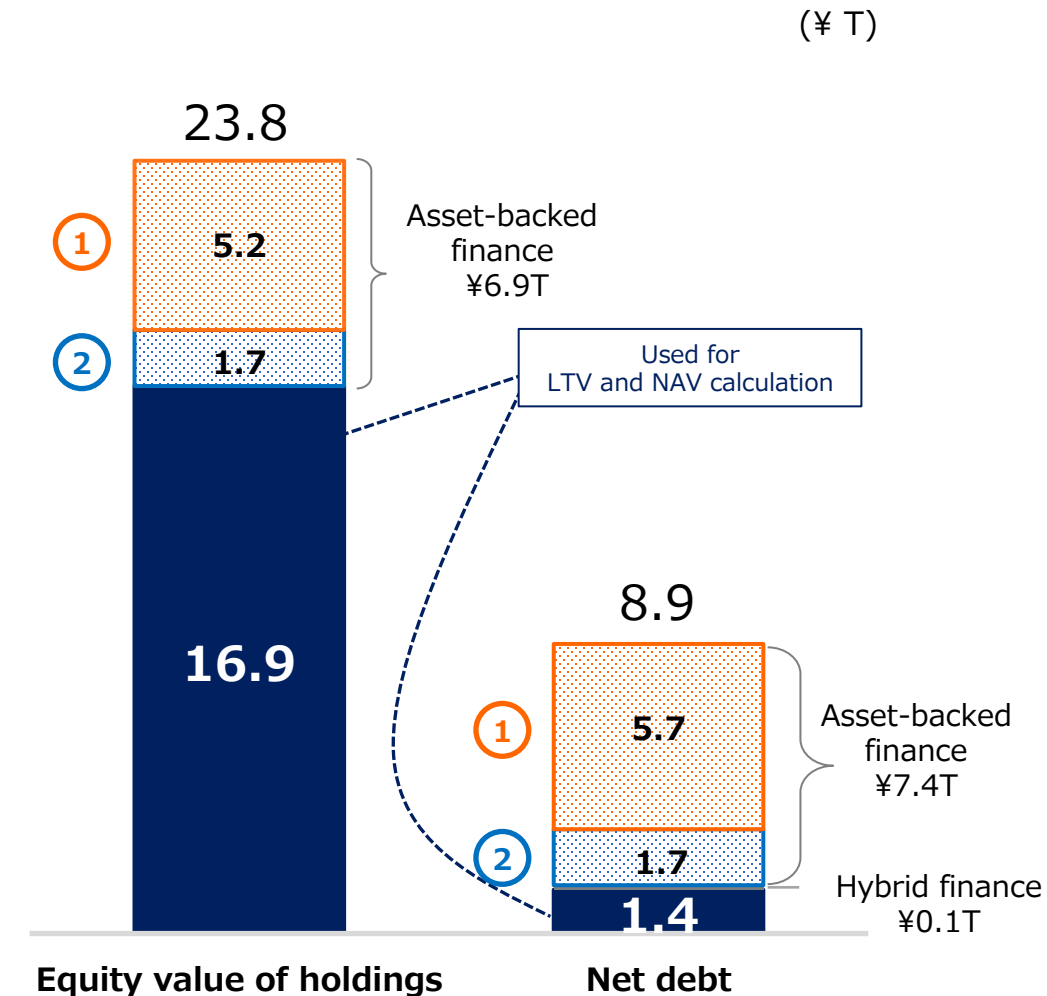 (¥ T)
23.8
Asset-backed
finance
¥6.9T
1
5.2
2
1.7
Used for
LTV and NAV calculation
16.9
8.9
1
5.7
Asset-backed
finance
¥7.4T
2
1.7
Hybrid finance
¥0.1T
1.4
Equity value of holdings
Net debt